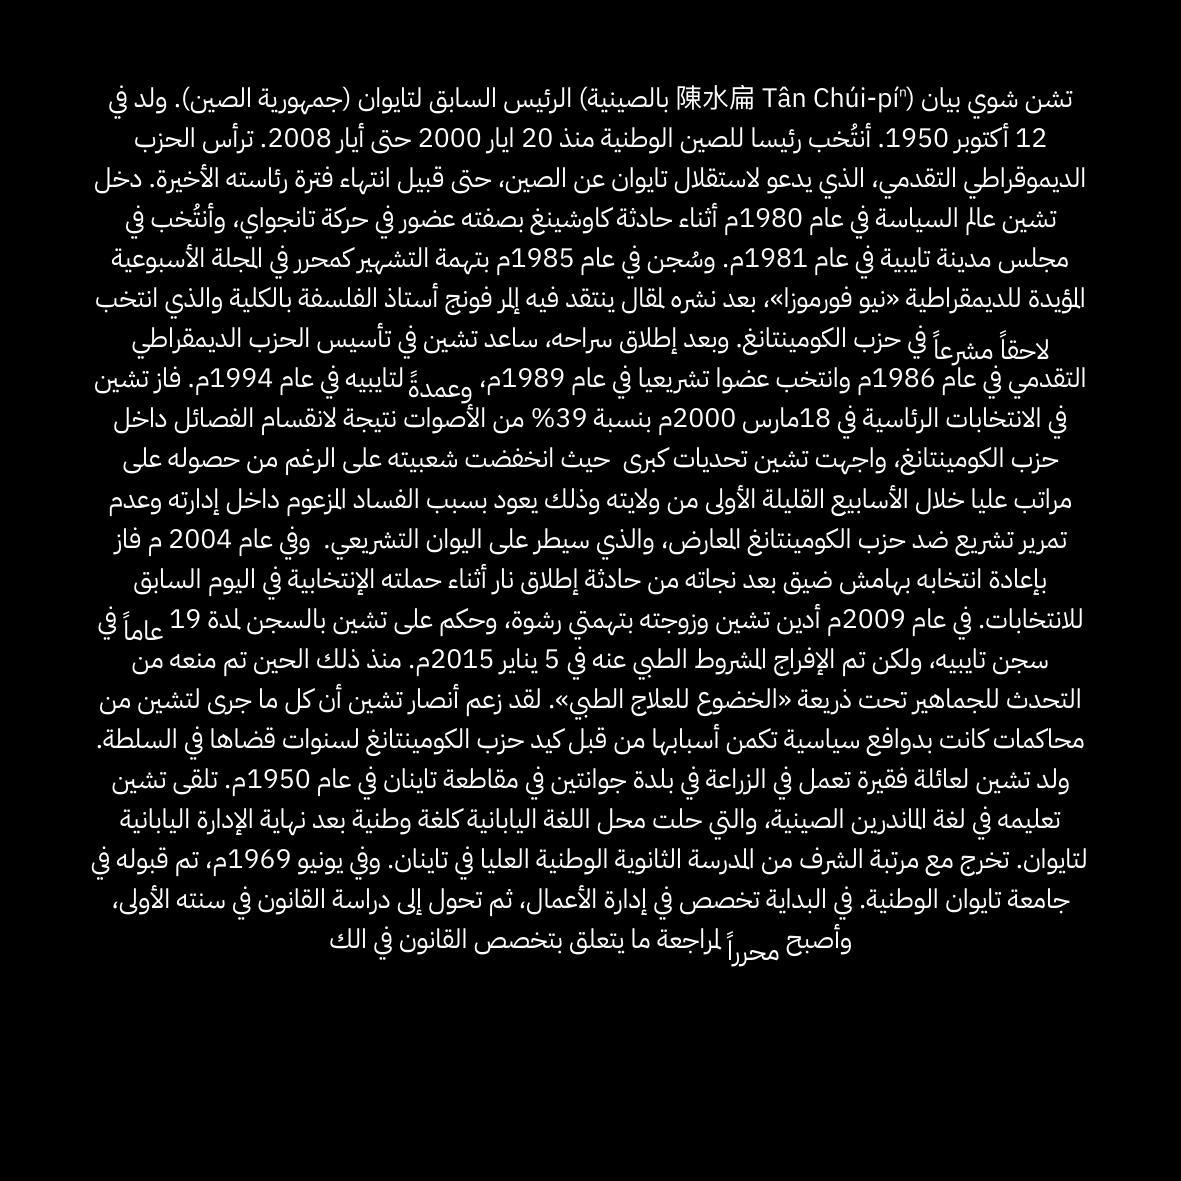 تشن شوي بيان (陳水扁 Tân Chúi-píⁿ بالصينية) الرئيس السابق لتايوان (جمهورية الصين). ولد في
12 أكتوبر 1950. أنتُخب رئيسا للصين الوطنية منذ 20 ايار 2000 حتى أيار 2008. ترأس الحزب
الديموقراطي التقدمي، الذي يدعو لاستقلال تايوان عن الصين، حتى قبيل انتهاء فترة رئاسته الأخيرة. دخل
تشين عالم السياسة في عام 1980م أثناء حادثة كاوشينغ بصفته عضور في حركة تانجواي، وأنتُخب في
مجلس مدينة تايبية في عام 1981م. وسُجن في عام 1985م بتهمة التشهير كمحرر في المجلة الأسبوعية
المؤيدة للديمقراطية «نيو فورموزا»، بعد نشره لمقال ينتقد فيه إلمر فونج أستاذ الفلسفة بالكلية والذي انتخب
لاحقاً مشرعاً في حزب الكومينتانغ. وبعد إطلاق سراحه، ساعد تشين في تأسيس الحزب الديمقراطي
التقدمي في عام 1986م وانتخب عضوا تشريعيا في عام 1989م، وعمدةً لتايبيه في عام 1994م. فاز تشين
في الانتخابات الرئاسية في 18مارس 2000م بنسبة 39% من الأصوات نتيجة لانقسام الفصائل داخل
حزب الكومينتانغ، واجهت تشين تحديات كبرى  حيث انخفضت شعبيته على الرغم من حصوله على
مراتب عليا خلال الأسابيع القليلة الأولى من ولايته وذلك يعود بسبب الفساد المزعوم داخل إدارته وعدم
تمرير تشريع ضد حزب الكومينتانغ المعارض، والذي سيطر على اليوان التشريعي.  وفي عام 2004 م فاز
بإعادة انتخابه بهامش ضيق بعد نجاته من حادثة إطلاق نار أثناء حملته الإنتخابية في اليوم السابق
للانتخابات. في عام 2009م أدين تشين وزوجته بتهمتي رشوة، وحكم على تشين بالسجن لمدة 19 عاماً في
سجن تايبيه، ولكن تم الإفراج المشروط الطبي عنه في 5 يناير 2015م. منذ ذلك الحين تم منعه من
التحدث للجماهير تحت ذريعة «الخضوع للعلاج الطبي». لقد زعم أنصار تشين أن كل ما جرى لتشين من
محاكمات كانت بدوافع سياسية تكمن أسبابها من قبل كيد حزب الكومينتانغ لسنوات قضاها في السلطة.
ولد تشين لعائلة فقيرة تعمل في الزراعة في بلدة جوانتين في مقاطعة تاينان في عام 1950م. تلقى تشين
تعليمه في لغة الماندرين الصينية، والتي حلت محل اللغة اليابانية كلغة وطنية بعد نهاية الإدارة اليابانية
لتايوان. تخرج مع مرتبة الشرف من المدرسة الثانوية الوطنية العليا في تاينان. وفي يونيو 1969م، تم قبوله في
جامعة تايوان الوطنية. في البداية تخصص في إدارة الأعمال، ثم تحول إلى دراسة القانون في سنته الأولى،
وأصبح محرراً لمراجعة ما يتعلق بتخصص القانون في الك